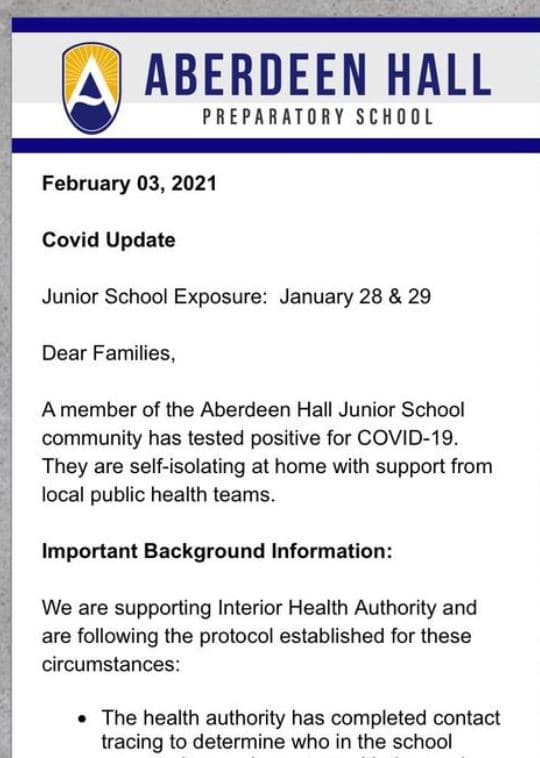 ABERDEEN HALL
PREPARATORY SCHOOL
February 03, 2021
Covid Update
Junior School Exposure: January 28 & 29
Dear Families,
A member of the Aberdeen Hall Junior School
community has tested positive for COVID-19.
They are self-isolating at home with support from
local public health teams.
Important Background Information:
We are supporting Interior Health Authority and
are following the protocol established for these
circumstances:
• The health authority has completed contact
tracing to determine who in the school